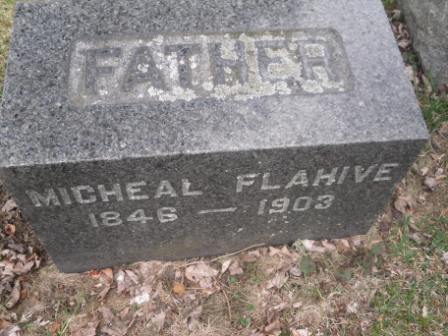 FATHER
MICHEAL FLAHIVE
1846 — 1903